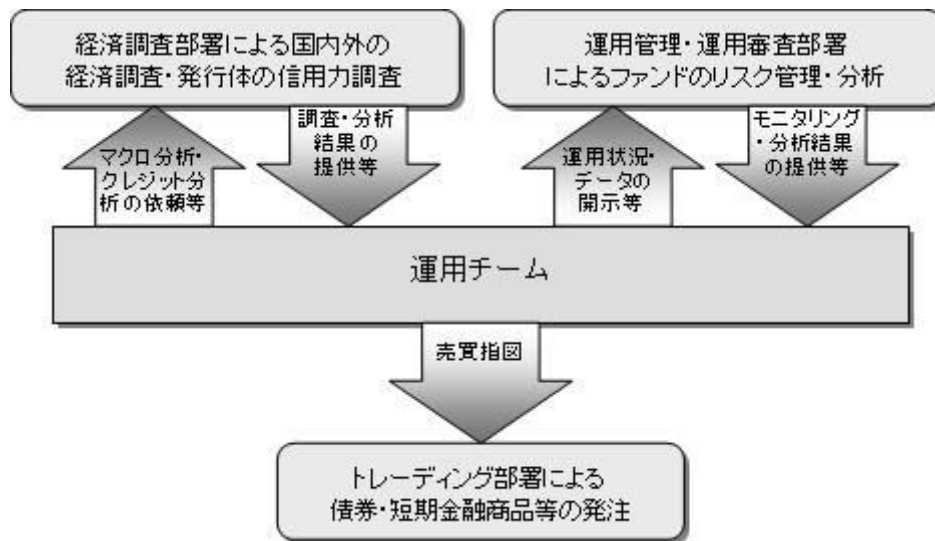 経済調査部署による国内外の
経済調査・発行体の信用力調査
運用管理・運用審査部署
によるファンドのリスク管理・分析
マクロ分析・
クレジット分
析の依頼等
調査・分析
結果の
提供等
運用状況・
データの
開示等
モニタリング
・分析結果
の提供等
運用チーム
売買指図
トレーディング部署による
債券・短期金融商品等の発注